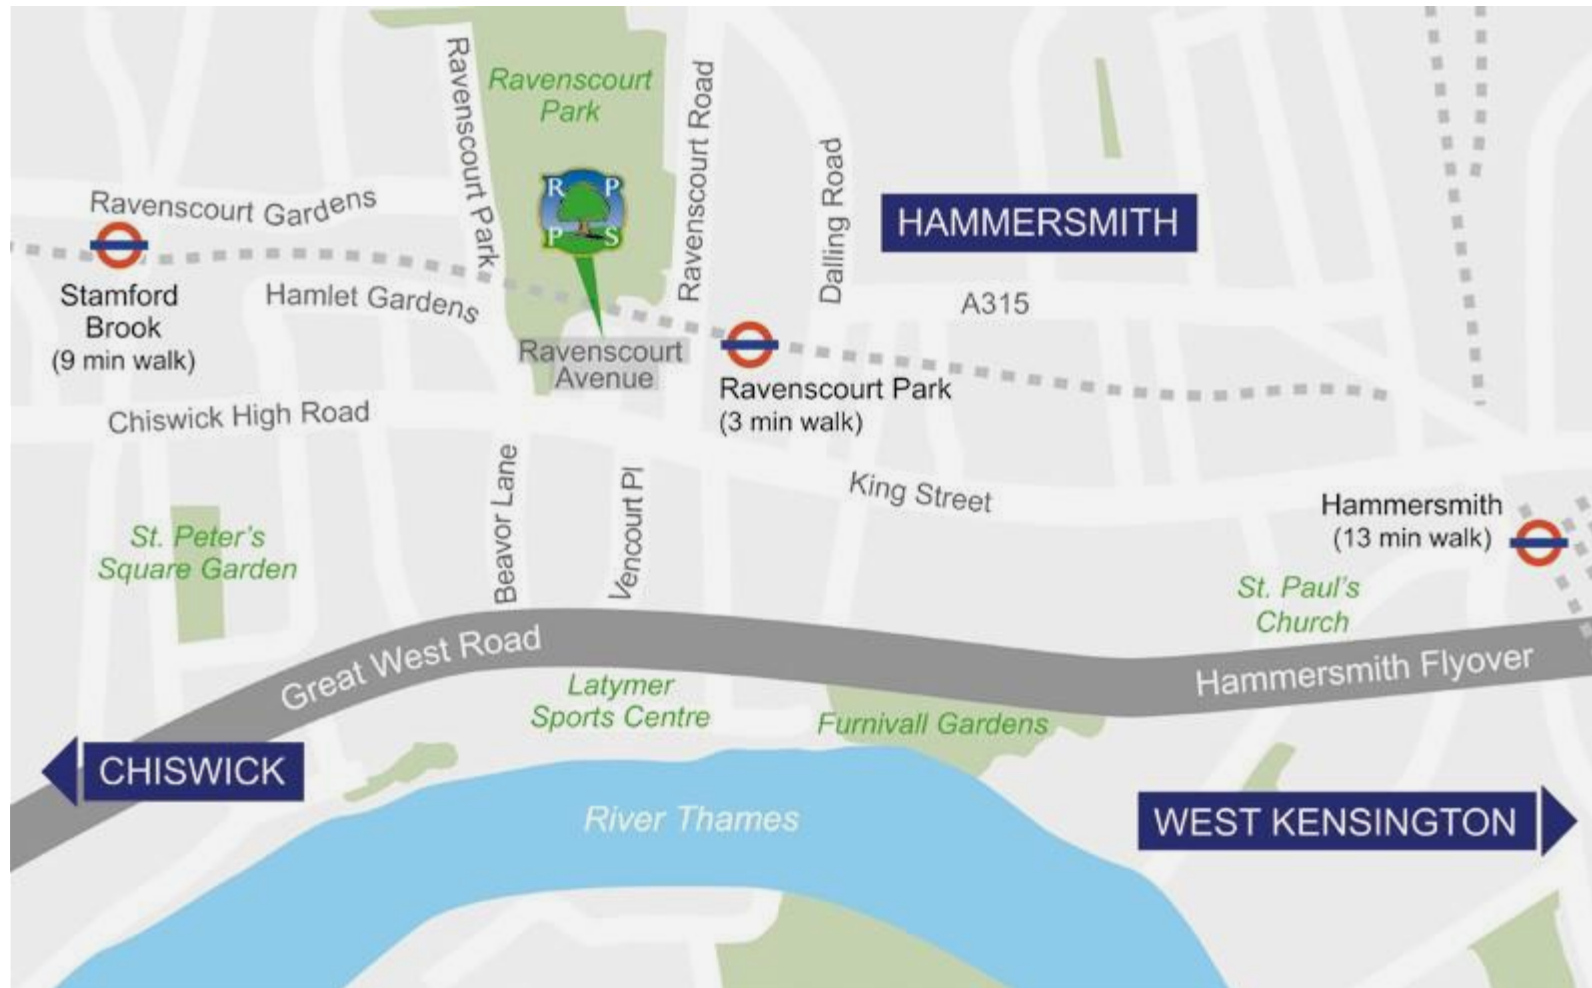 Ravenscourt
Park
Ravenscourt Park
Ravenscourt Road
Dalling Road
R P
P S
Ravenscourt Gardens
HAMMERSMITH
Stamford
Brook
(9 min walk)
Hamlet Gardens
A315
Ravenscourt
Avenue
Ravenscourt Park
(3 min walk)
Chiswick High Road
King Street
Beavor Lane
Vencourt Pl
Hammersmith
(13 min walk)
St. Peter's
Square Garden
St. Paul's
Church
Great West Road
Hammersmith Flyover
Latymer
Sports Centre
Furnivall Gardens
CHISWICK
River Thames
WEST KENSINGTON